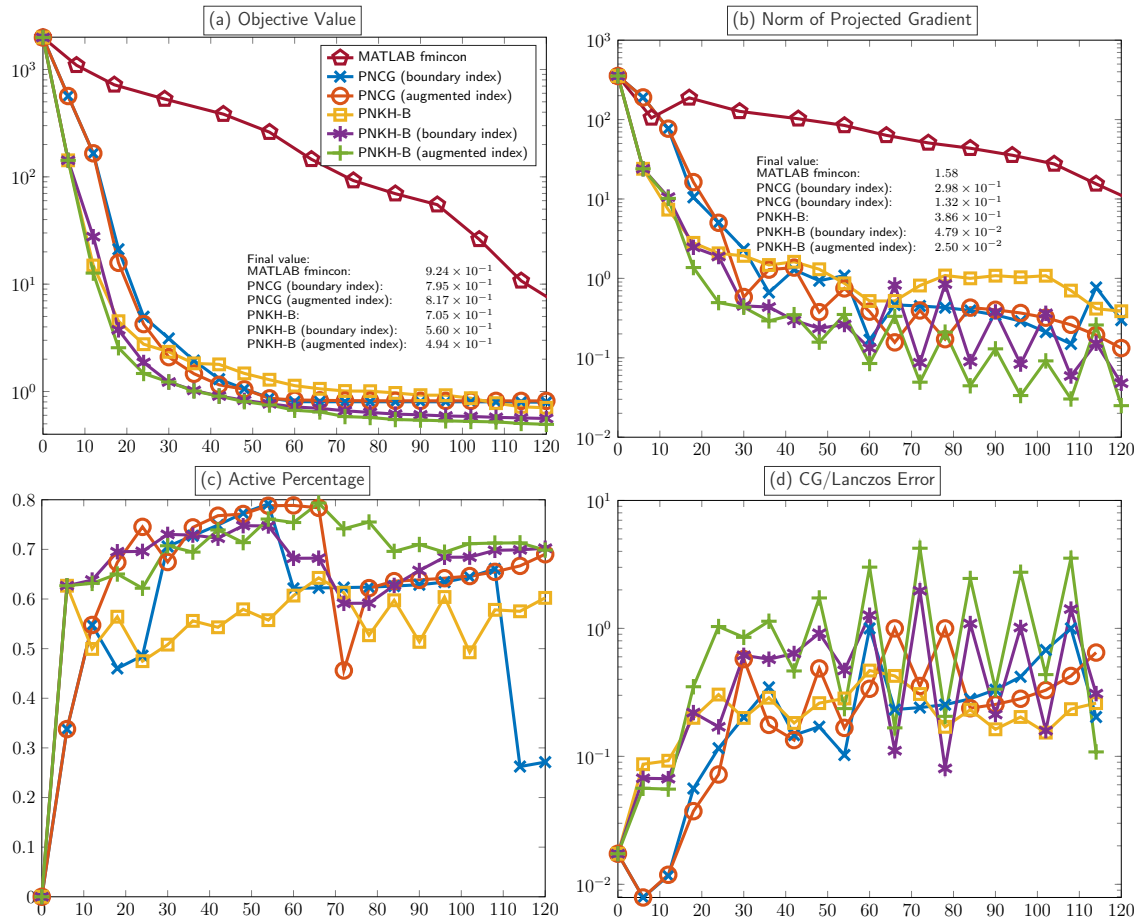 (a) Objective Value
10^3
10^2
10^1
10^0
MATLAB fmincon
PNCG (boundary index)
PNCG (augmented index)
PNKH-B
PNKH-B (boundary index)
PNKH-B (augmented index)
Final value:
MATLAB fmincon: 9.24 × 10^-1
PNCG (boundary index): 7.95 × 10^-1
PNCG (augmented index): 8.17 × 10^-1
PNKH-B: 7.05 × 10^-1
PNKH-B (boundary index): 5.60 × 10^-1
PNKH-B (augmented index): 4.94 × 10^-1
0 10 20 30 40 50 60 70 80 90 100 110 120
(b) Norm of Projected Gradient
10^3
10^2
10^1
10^0
10^-1
10^-2
Final value:
MATLAB fmincon: 1.58
PNCG (boundary index): 2.98 × 10^-1
PNCG (boundary index): 1.32 × 10^-1
PNKH-B: 3.86 × 10^-1
PNKH-B (boundary index): 4.79 × 10^-2
PNKH-B (augmented index): 2.50 × 10^-2
0 10 20 30 40 50 60 70 80 90 100 110 120
(c) Active Percentage
0.8
0.7
0.6
0.5
0.4
0.3
0.2
0.1
0
0 10 20 30 40 50 60 70 80 90 100 110 120
(d) CG/Lanczos Error
10^1
10^0
10^-1
10^-2
0 10 20 30 40 50 60 70 80 90 100 110 120